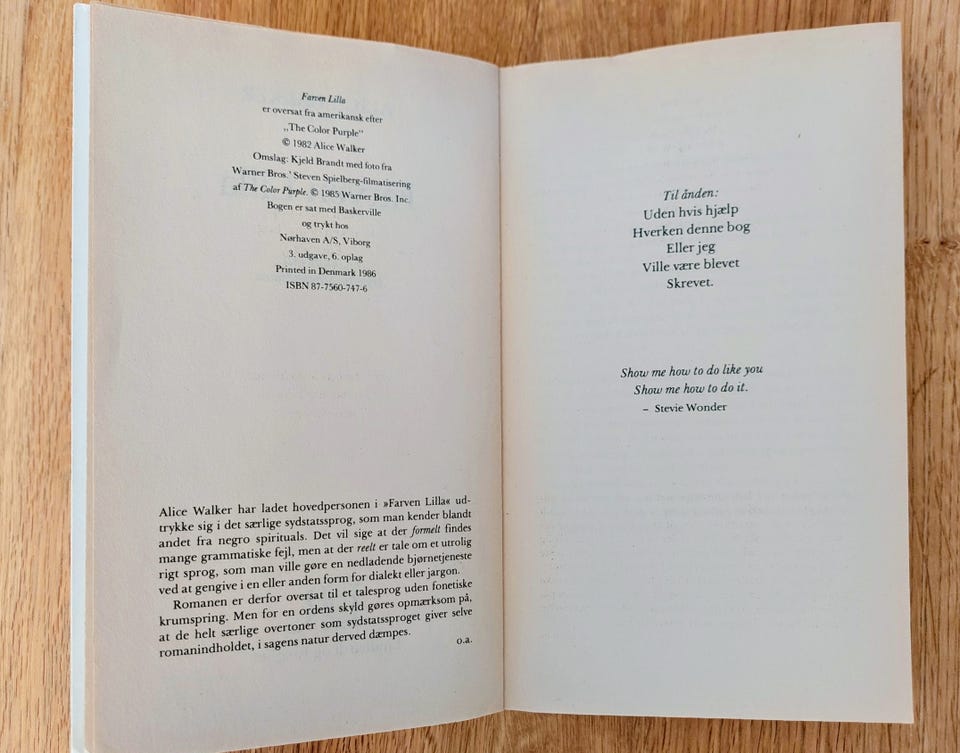 Farven Lilla
er oversat fra amerikansk efter
„The Color Purple”
© 1982 Alice Walker
Omslag: Kjeld Brandt med foto fra
Warner Bros.' Steven Spielberg-filmatisering
af The Color Purple. © 1985 Warner Bros. Inc.
Bogen er sat med Baskerville
og trykt hos
Nørhaven A/S, Viborg
3. udgave, 6. oplag
Printed in Denmark 1986
ISBN 87-7560-747-6
Alice Walker har ladet hovedpersonen i »Farven Lilla« ud-
trykke sig i det særlige sydstatssprog, som man kender blandt
andet fra negro spirituals. Det vil sige at der formelt findes
mange grammatiske fejl, men at der reelt er tale om et utrolig
rigt sprog, som man ville gøre en nedladende bjørnetjeneste
ved at gengive i en eller anden form for dialekt eller jargon.
Romanen er derfor oversat til et talesprog uden fonetiske
krumspring. Men for en ordens skyld gøres opmærksom på,
at de helt særlige overtoner som sydstatssproget giver selve
romanindholdet, i sagens natur derved dæmpes.
o.a.
Til ånden:
Uden hvis hjælp
Hverken denne bog
Eller jeg
Ville være blevet
Skrevet.
Show me how to do like you
Show me how to do it.
– Stevie Wonder